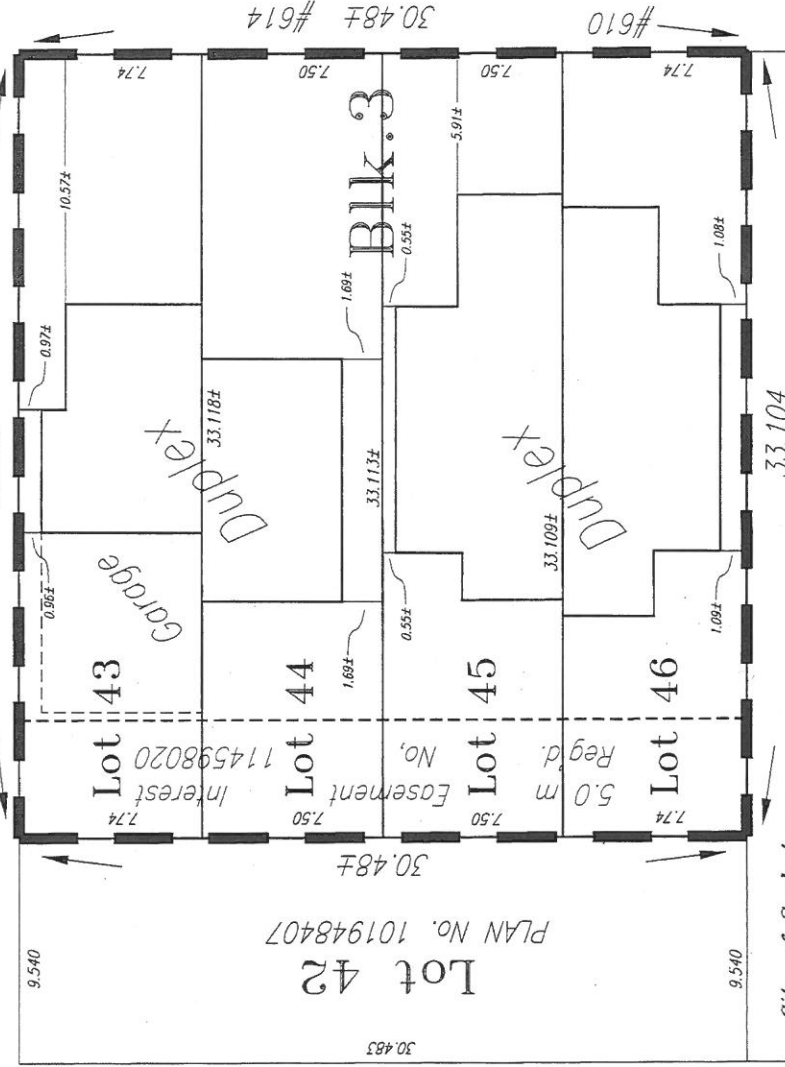 #614
30.48±
#610
7.74
7.50
7.50
7.74
10.57±
Blk.3
5.91±
0.97±
1.69±
0.55±
1.08±
Duplex
33.118±
33.113±
Duplex
33.109±
33.104
0.96±
Garage
1.69±
0.55±
1.09±
Lot 43
Lot 44
Lot 45
Lot 46
5.0 m Easement Interest
Reg'd. No, 114598020
7.74
7.50
7.50
7.74
30.48±
PLAN No. 101948407
Lot 42
9.540
9.540
30.483